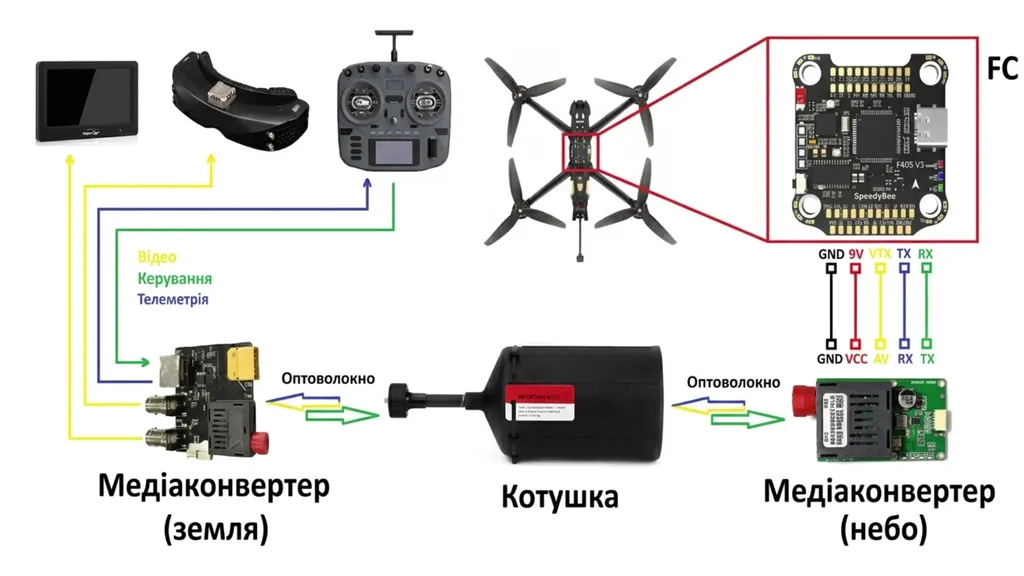 FC
F405 V3
SpeedyBee
Відео
Керування
Телеметрія
GND 9V VTX TX RX
GND VCC AV RX TX
Оптоволокно
Оптоволокно
Медіаконвертер
(земля)
Котушка
Медіаконвертер
(небо)